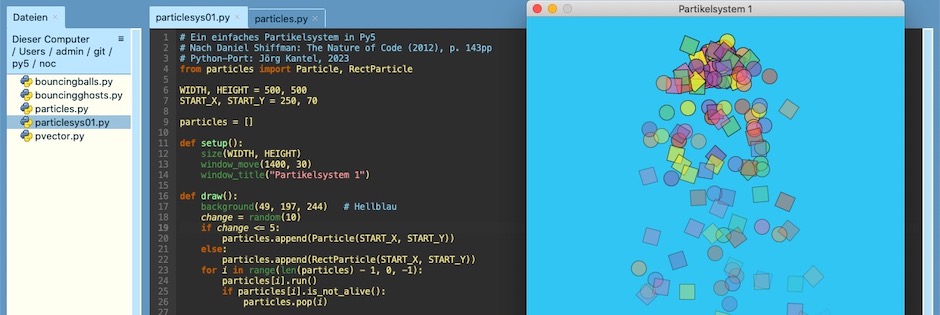 Dateien ×
Dieser Computer
/ Users / admin / git /
py5 / noc
bouncingballs.py
bouncingghosts.py
particles.py
particlesys01.py
pvector.py
particlesys01.py ×
particles.py ×
1 # Ein einfaches Partikelsystem in Py5
2 # Nach Daniel Shiffman: The Nature of Code (2012), p. 143pp
3 # Python-Port: Jörg Kantel, 2023
4 from particles import Particle, RectParticle
5
6 WIDTH, HEIGHT = 500, 500
7 START_X, START_Y = 250, 70
8
9 particles = []
10
11 def setup():
12     size(WIDTH, HEIGHT)
13     window_move(1400, 30)
14     window_title("Partikelsystem 1")
15
16 def draw():
17     background(49, 197, 244)   # Hellblau
18     change = random(10)
19     if change <= 5:
20         particles.append(Particle(START_X, START_Y))
21     else:
22         particles.append(RectParticle(START_X, START_Y))
23     for i in range(len(particles) - 1, 0, -1):
24         particles[i].run()
25         if particles[i].is_not_alive():
26             particles.pop(i)
27
Partikelsystem 1